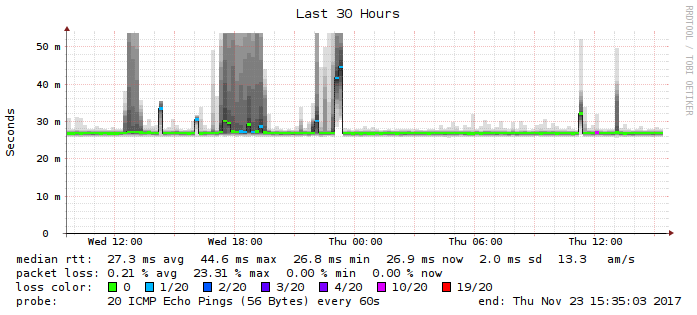 Last 30 Hours
RRDTOOL / TOBI OETIKER
Seconds
50 m
40 m
30 m
20 m
10 m
0
Wed 12:00 Wed 18:00 Thu 00:00 Thu 06:00 Thu 12:00
median rtt: 27.3 ms avg 44.6 ms max 26.8 ms min 26.9 ms now 2.0 ms sd 13.3 am/s
packet loss: 0.21 % avg 23.31 % max 0.00 % min 0.00 % now
loss color: 0 1/20 2/20 3/20 4/20 10/20 19/20
probe: 20 ICMP Echo Pings (56 Bytes) every 60s end: Thu Nov 23 15:35:03 2017